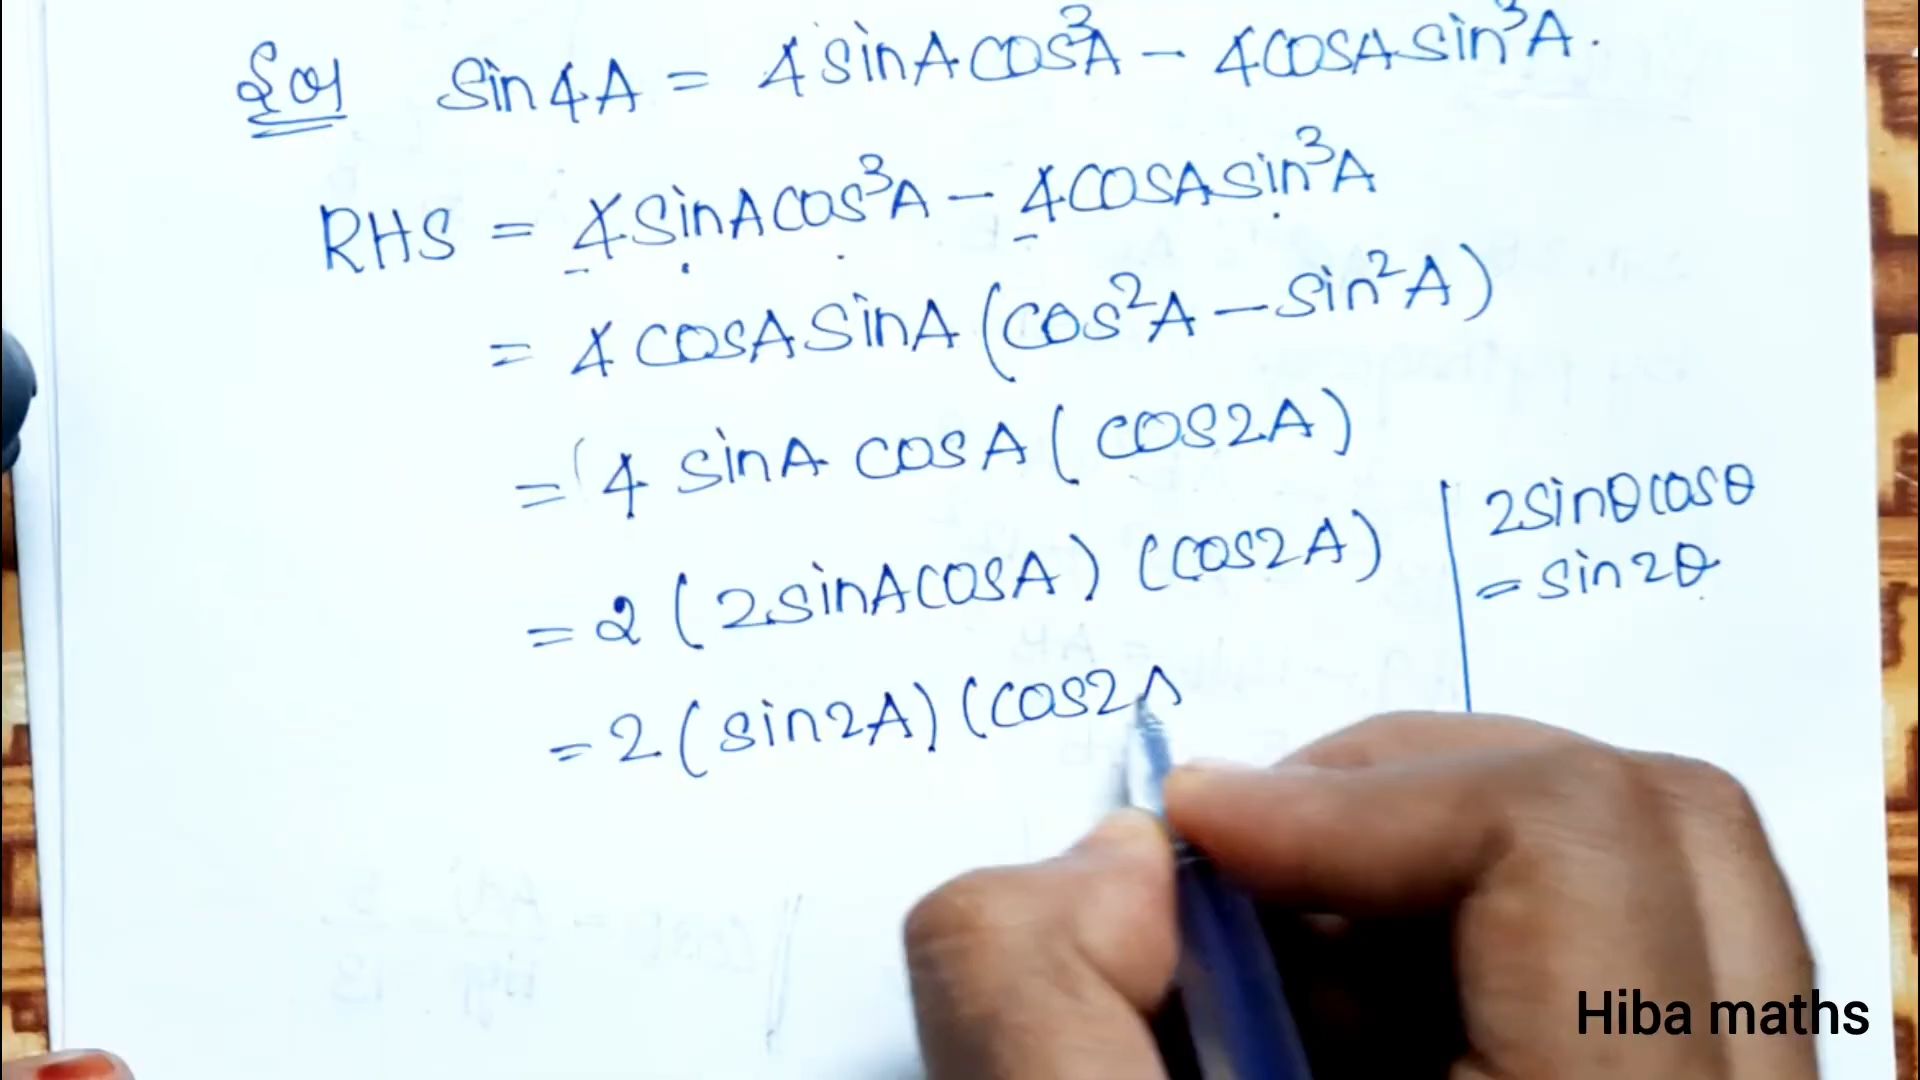 Sol sin4A = 4sinAcos³A - 4cosAsin³A.
RHS = 4sinAcos³A - 4cosAsin³A
= 4cosAsinA(cos²A - sin²A)
= 4 sinA cosA (cos2A)
= 2 (2sinAcosA) (cos2A)
= 2 (sin2A) (cos2A
2sinθcosθ
= sin2θ
Hiba maths